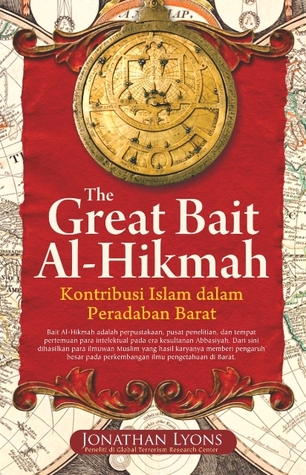 The
Great Bait
Al-Hikmah
Kontribusi Islam dalam
Peradaban Barat
Bait Al-Hikmah adalah perpustakaan, pusat penelitian, dan tempat
pertemuan para intelektual pada era kesultanan Abbasiyah. Dari sini
dihasilkan para ilmuwan Muslim yang hasil karyanya memberi pengaruh
besar pada perkembangan ilmu pengetahuan di Barat.
JONATHAN LYONS
Peneliti di Global Terrorism Research Center